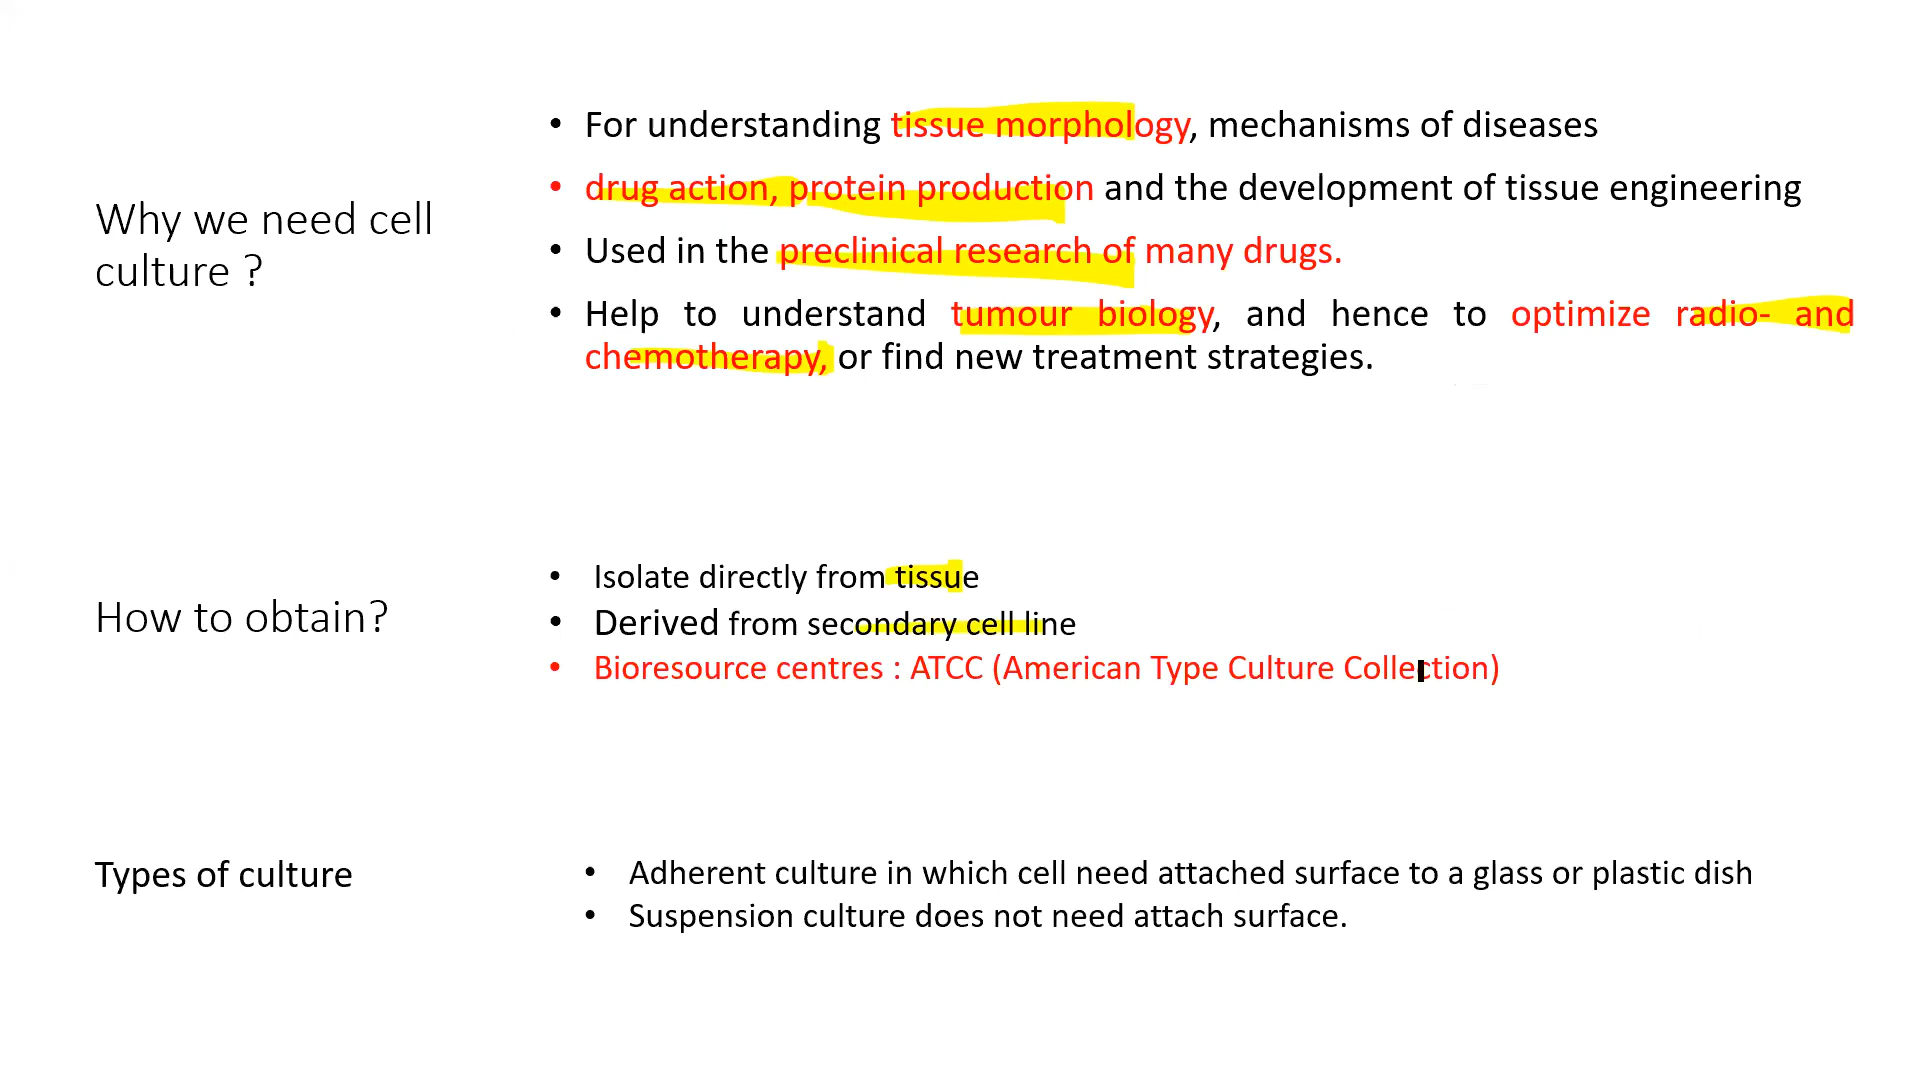 Why we need cell
culture ?
• For understanding tissue morphology, mechanisms of diseases
• drug action, protein production and the development of tissue engineering
• Used in the preclinical research of many drugs.
• Help to understand tumour biology, and hence to optimize radio- and
chemotherapy, or find new treatment strategies.
How to obtain?
• Isolate directly from tissue
• Derived from secondary cell line
• Bioresource centres : ATCC (American Type Culture Collection)
Types of culture
• Adherent culture in which cell need attached surface to a glass or plastic dish
• Suspension culture does not need attach surface.